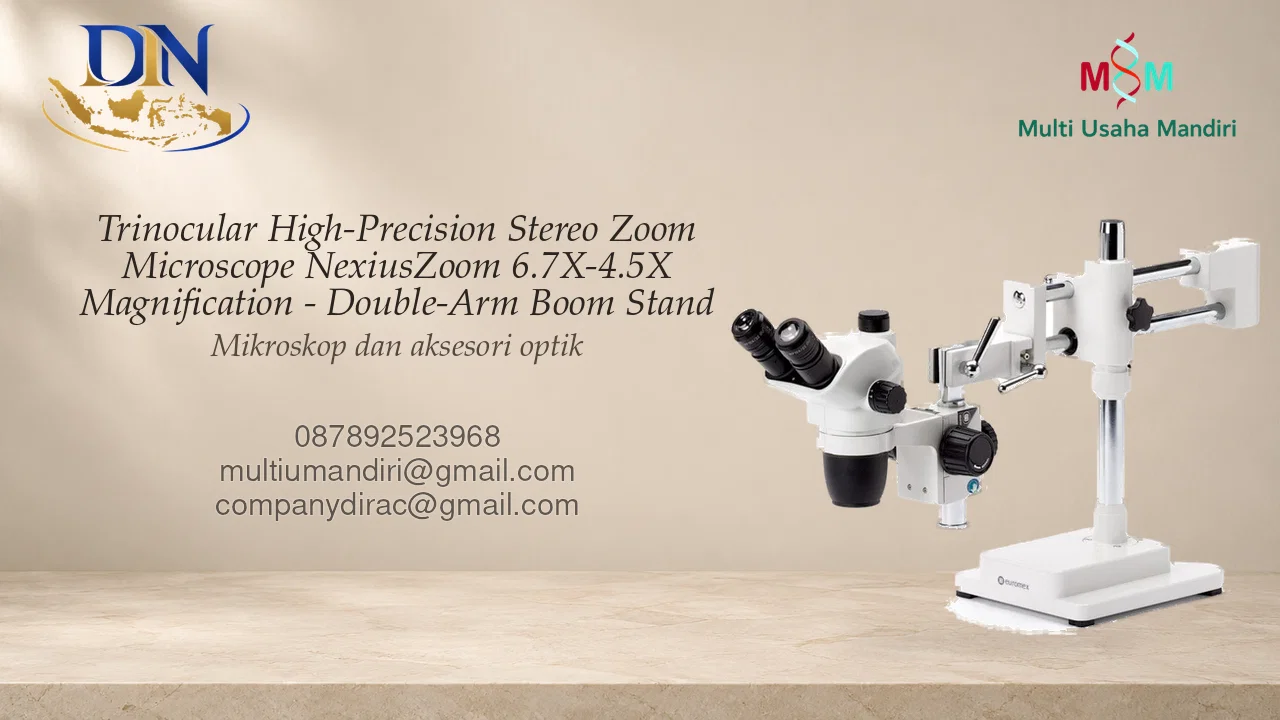 DN
M M
Multi Usaha Mandiri
Trinocular High-Precision Stereo Zoom
Microscope NexiusZoom 6.7X-4.5X
Magnification - Double-Arm Boom Stand
Mikroskop dan aksesori optik
087892523968
multiumandiri@gmail.com
companydirac@gmail.com
euromex